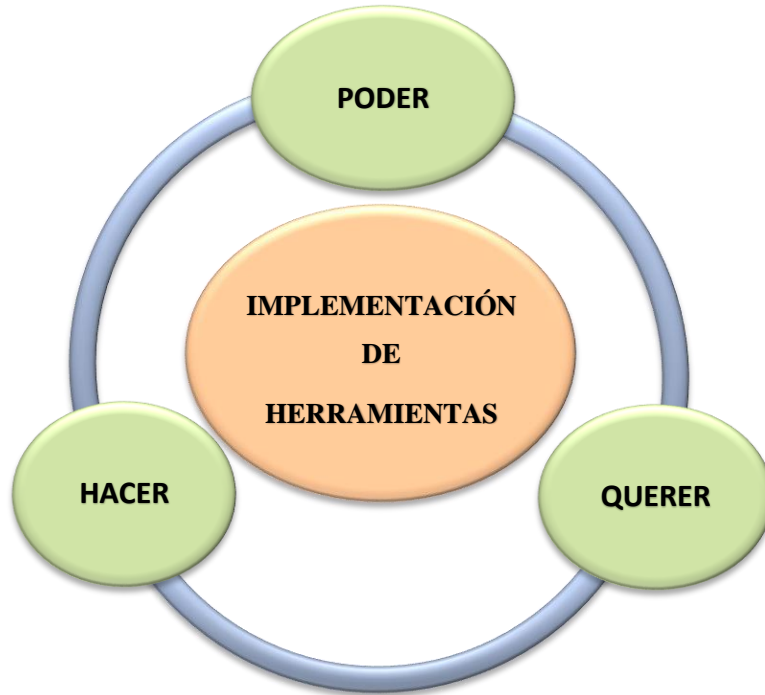 PODER
IMPLEMENTACIÓN
DE
HERRAMIENTAS
HACER
QUERER